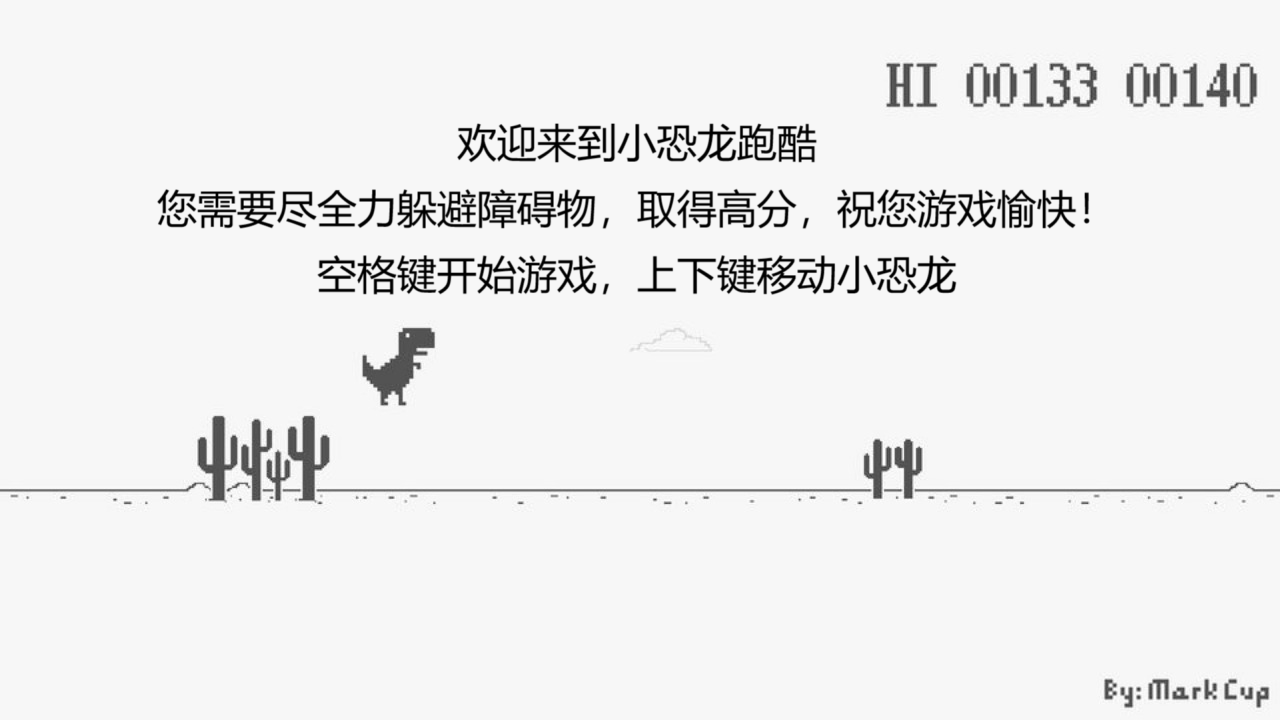 HI 00133 00140
欢迎来到小恐龙跑酷
您需要尽全力躲避障碍物，取得高分，祝您游戏愉快！
空格键开始游戏，上下键移动小恐龙
By: Mark Cup